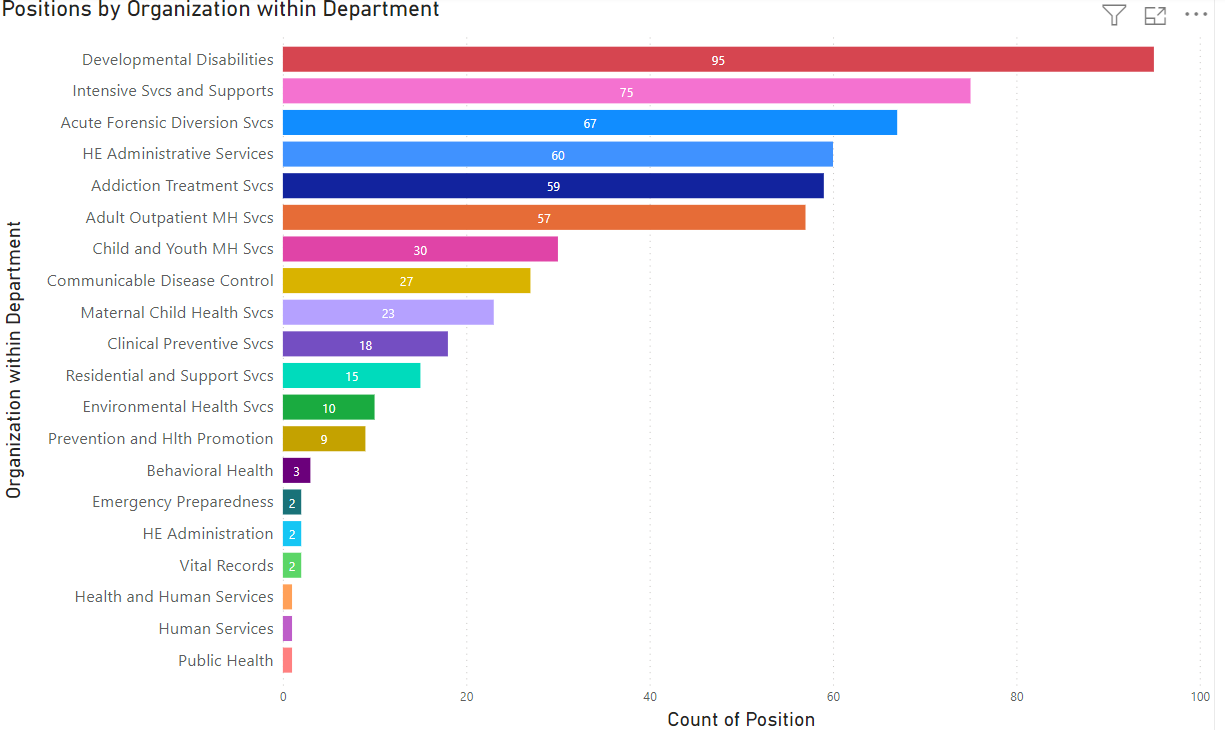 Positions by Organization within Department
Organization within Department
Developmental Disabilities 95
Intensive Svcs and Supports 75
Acute Forensic Diversion Svcs 67
HE Administrative Services 60
Addiction Treatment Svcs 59
Adult Outpatient MH Svcs 57
Child and Youth MH Svcs 30
Communicable Disease Control 27
Maternal Child Health Svcs 23
Clinical Preventive Svcs 18
Residential and Support Svcs 15
Environmental Health Svcs 10
Prevention and Hlth Promotion 9
Behavioral Health 3
Emergency Preparedness 2
HE Administration 2
Vital Records 2
Health and Human Services
Human Services
Public Health
0 20 40 60 80 100
Count of Position